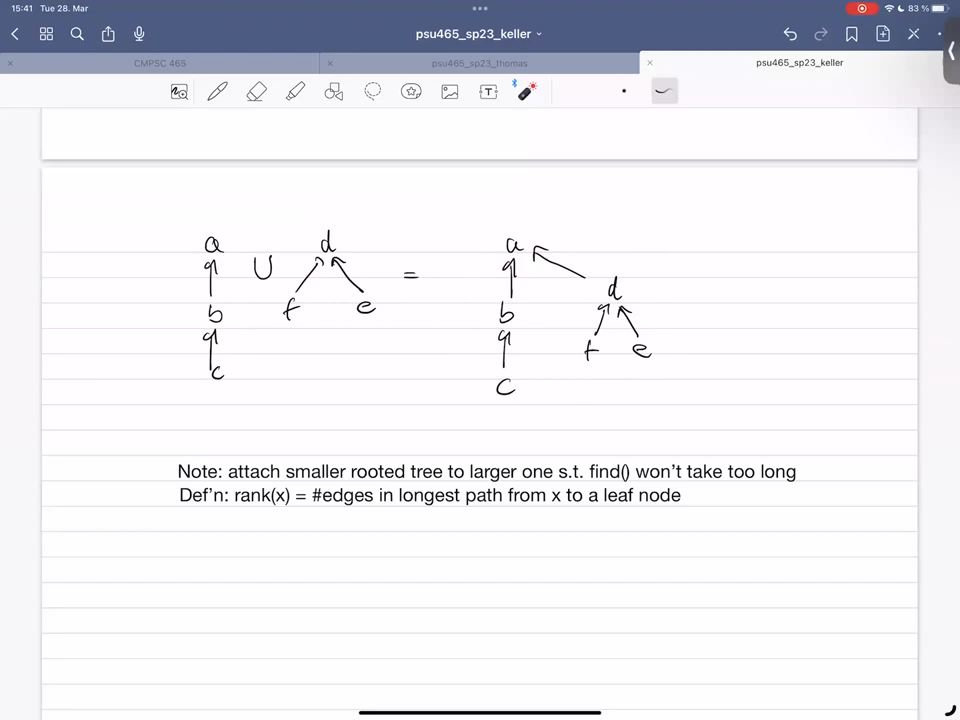 15:41 Tue 28. Mar
83 %
psu465_sp23_keller
CMPSC 465
psu465_sp23_thomas
psu465_sp23_keller
T
a U d = a
d
b f e b
f e
c
c
Note: attach smaller rooted tree to larger one s.t. find() won't take too long
Def'n: rank(x) = #edges in longest path from x to a leaf node